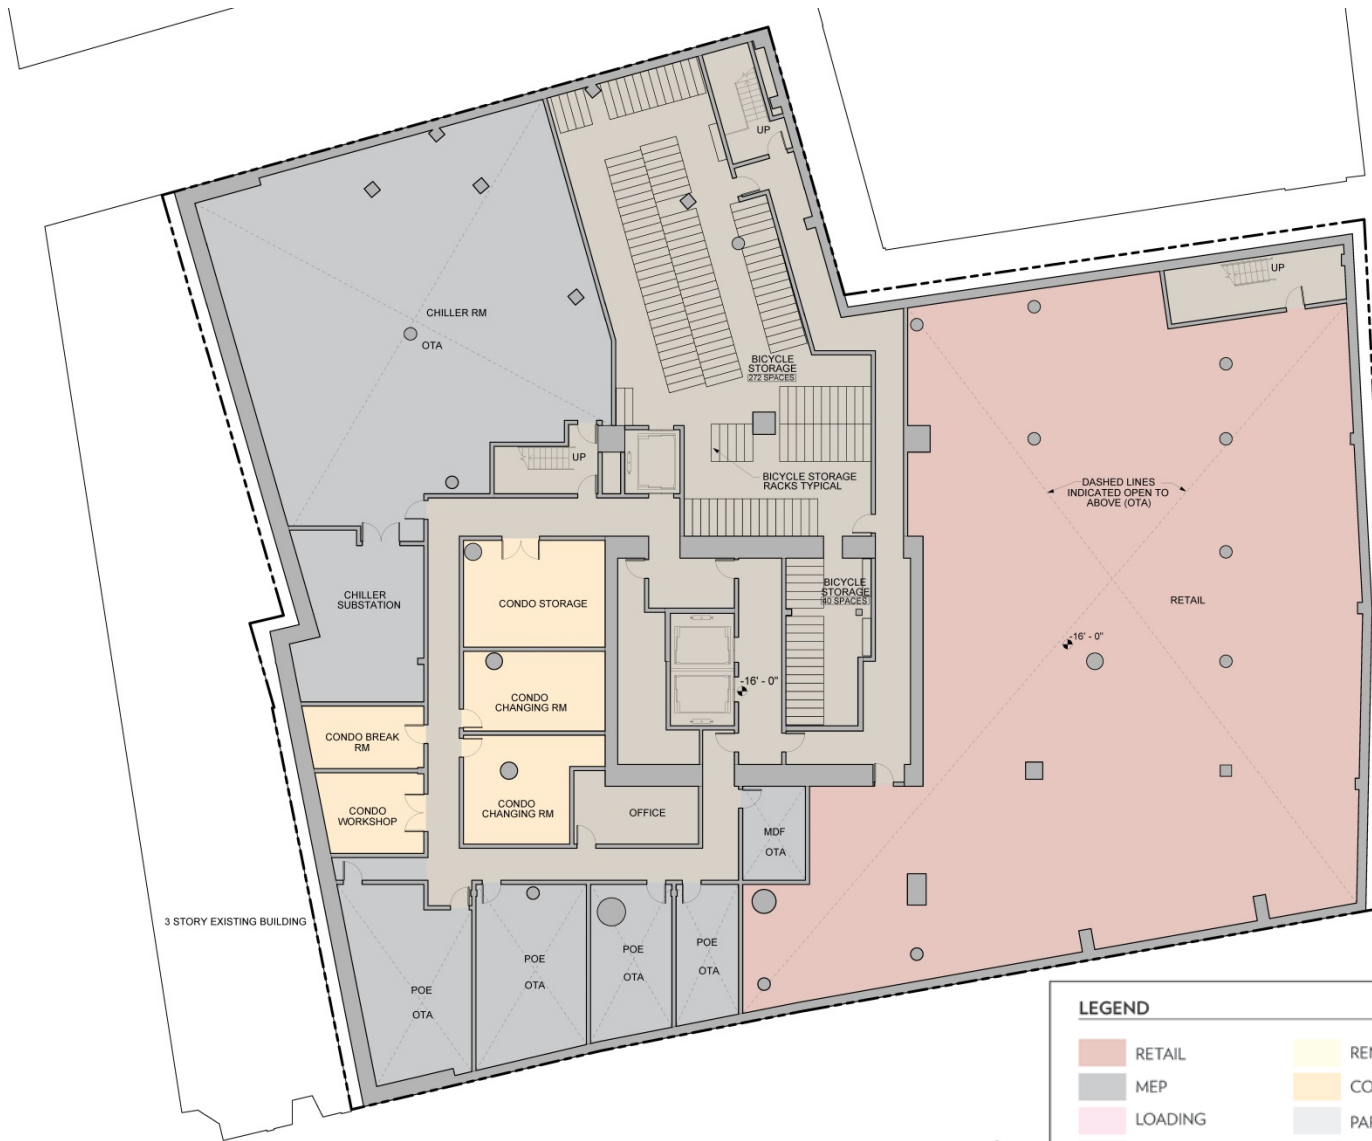 UP
UP
CHILLER RM
OTA
BICYCLE
STORAGE
272 SPACES
UP
BICYCLE STORAGE
RACKS TYPICAL
DASHED LINES
INDICATED OPEN TO
ABOVE (OTA)
CHILLER
SUBSTATION
CONDO STORAGE
BICYCLE
STORAGE
40 SPACES
RETAIL
-16' - 0"
-16' - 0"
CONDO
CHANGING RM
CONDO BREAK
RM
CONDO
WORKSHOP
CONDO
CHANGING RM
OFFICE
MDF
OTA
3 STORY EXISTING BUILDING
POE
OTA
POE
OTA
POE
OTA
POE
OTA
LEGEND
RETAIL
MEP
LOADING